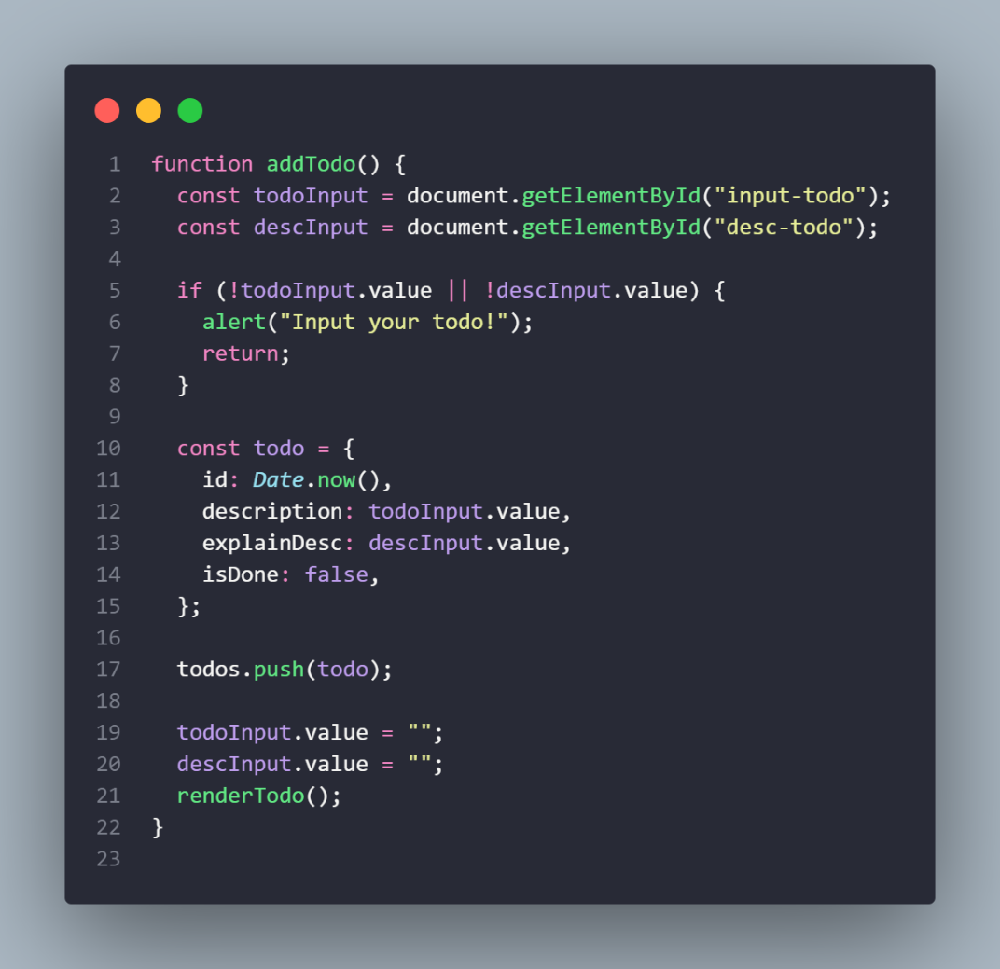 1 function addTodo() {
2   const todoInput = document.getElementById("input-todo");
3   const descInput = document.getElementById("desc-todo");
4
5   if (!todoInput.value || !descInput.value) {
6     alert("Input your todo!");
7     return;
8   }
9
10   const todo = {
11     id: Date.now(),
12     description: todoInput.value,
13     explainDesc: descInput.value,
14     isDone: false,
15   };
16
17   todos.push(todo);
18
19   todoInput.value = "";
20   descInput.value = "";
21   renderTodo();
22 }
23